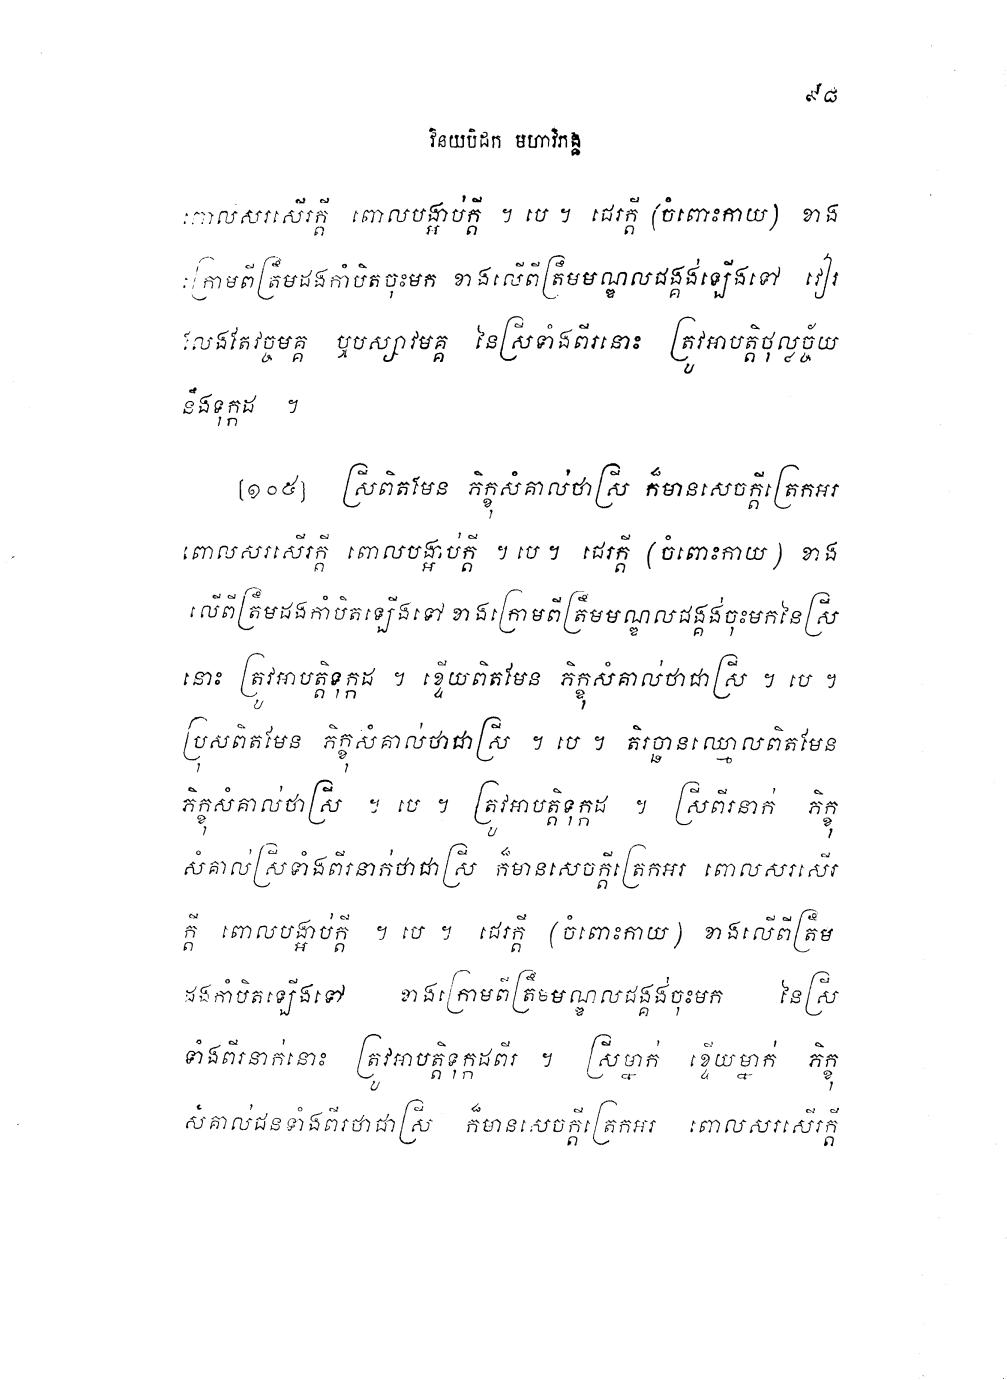 ៩៨
វិនយបិដក មហាវិភង្គ
ពោលសរសើរក្តី ពោលបង្អាប់ក្តី ។ បេ ។ ជេរក្តី (ចំពោះកាយ) ខាង
ក្រោមពីត្រឹមដងកាំបិតចុះមក ខាងលើពីត្រឹមមណ្ឌលជង្គង់ឡើងទៅ វៀរ
លែងតែវច្ចមគ្គ ឬបស្សាវមគ្គ នៃស្រីទាំងពីរនោះ ត្រូវអាបត្តិថុល្លច្ច័យ
នឹងទុក្កដ ។
[១០៥] ស្រីពិតមែន ភិក្ខុសំគាល់ថាស្រី ក៏មានសេចក្តីត្រេកអរ
ពោលសរសើរក្តី ពោលបង្អាប់ក្តី ។ បេ ។ ជេរក្តី (ចំពោះកាយ) ខាង
លើពីត្រឹមដងកាំបិតឡើងទៅ ខាងក្រោមពីត្រឹមមណ្ឌលជង្គង់ចុះមកនៃស្រី
នោះ ត្រូវអាបត្តិទុក្កដ ។ ខ្ទើយពិតមែន ភិក្ខុសំគាល់ថាជាស្រី ។ បេ ។
ប្រុសពិតមែន ភិក្ខុសំគាល់ថាជាស្រី ។ បេ ។ តិរច្ឆានឈ្មោលពិតមែន
ភិក្ខុសំគាល់ថាស្រី ។ បេ ។ ត្រូវអាបត្តិទុក្កដ ។ ស្រីពីរនាក់ ភិក្ខុ
សំគាល់ស្រីទាំងពីរនាក់ថាជាស្រី ក៏មានសេចក្តីត្រេកអរ ពោលសរសើរ
ក្តី ពោលបង្អាប់ក្តី ។ បេ ។ ជេរក្តី (ចំពោះកាយ) ខាងលើពីត្រឹម
ដងកាំបិតឡើងទៅ ខាងក្រោមពីត្រឹមមណ្ឌលជង្គង់ចុះមក នៃស្រី
ទាំងពីរនាក់នោះ ត្រូវអាបត្តិទុក្កដពីរ ។ ស្រីម្នាក់ ខ្ទើយម្នាក់ ភិក្ខុ
សំគាល់ជនទាំងពីរថាជាស្រី ក៏មានសេចក្តីត្រេកអរ ពោលសរសើរក្តី